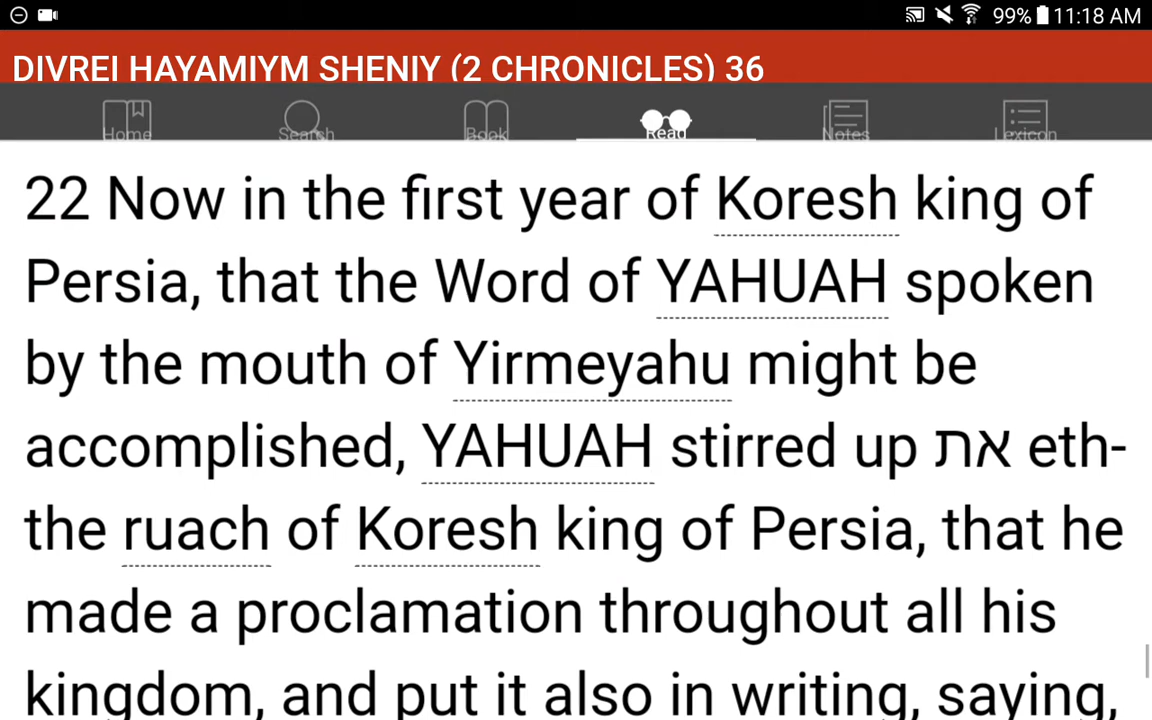 99% 11:18 AM
DIVREI HAYAMIYM SHENIY (2 CHRONICLES) 36
Home Search Book Read Notes Lexicon
22 Now in the first year of Koresh king of
Persia, that the Word of YAHUAH spoken
by the mouth of Yirmeyahu might be
accomplished, YAHUAH stirred up את eth-
the ruach of Koresh king of Persia, that he
made a proclamation throughout all his
kingdom, and put it also in writing, saying,